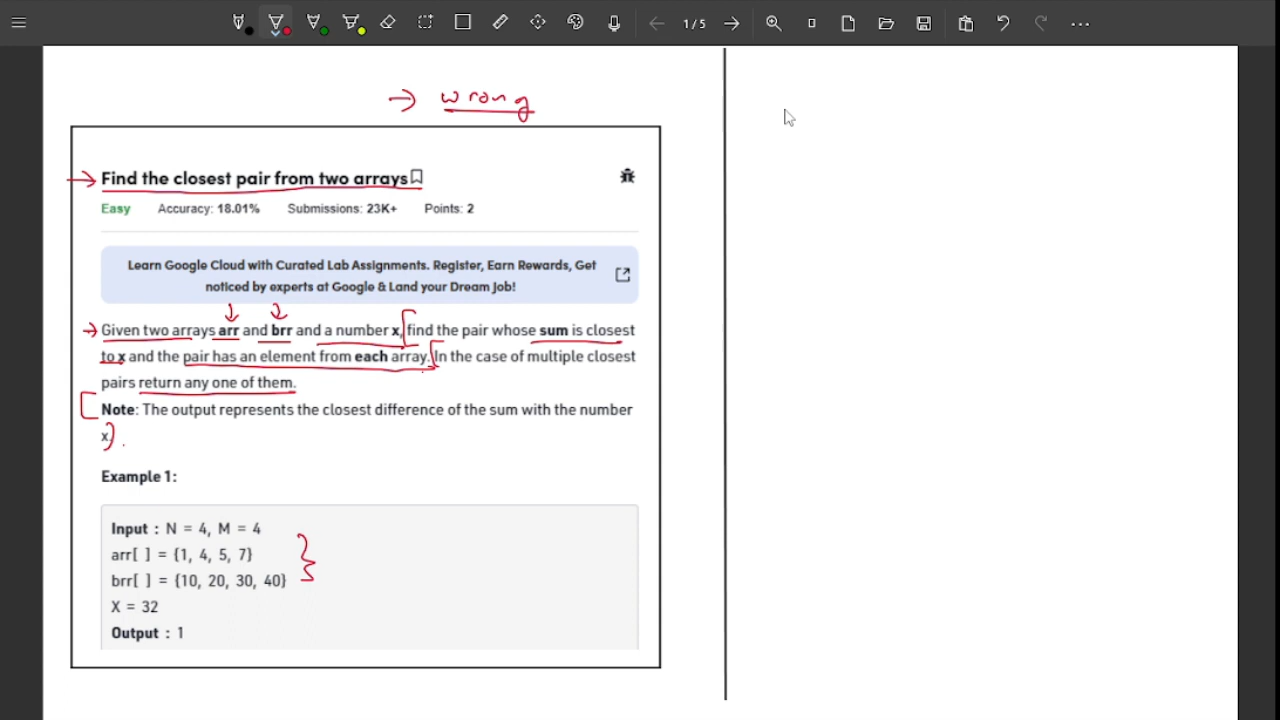 1/5
→ wrong
→ Find the closest pair from two arrays
Easy Accuracy: 18.01% Submissions: 23K+ Points: 2
Learn Google Cloud with Curated Lab Assignments. Register, Earn Rewards, Get
noticed by experts at Google & Land your Dream Job!
→ Given two arrays arr and brr and a number x, find the pair whose sum is closest
to x and the pair has an element from each array. In the case of multiple closest
pairs return any one of them.
Note: The output represents the closest difference of the sum with the number
x.
Example 1:
Input : N = 4, M = 4
arr[ ] = {1, 4, 5, 7}
brr[ ] = {10, 20, 30, 40}
X = 32
Output : 1